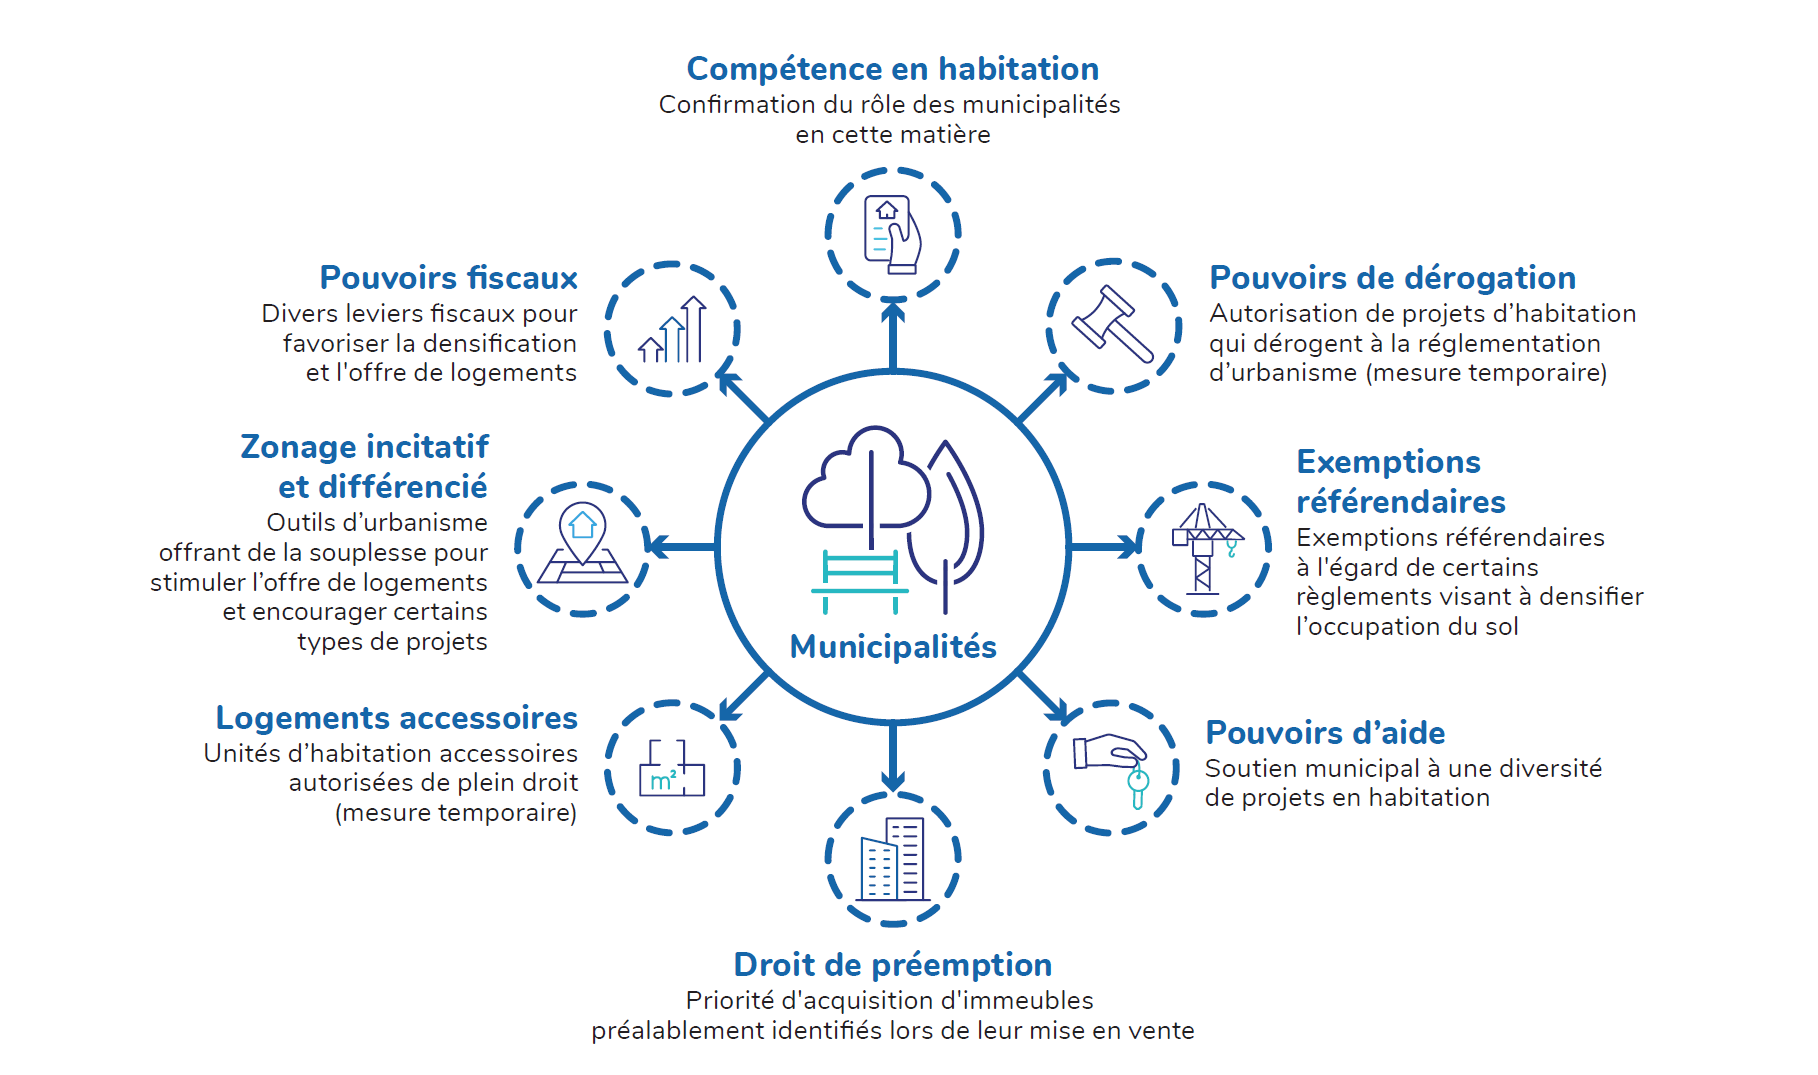 Compétence en habitation
Confirmation du rôle des municipalités
en cette matière
Pouvoirs de dérogation
Autorisation de projets d’habitation
qui dérogent à la réglementation
d’urbanisme (mesure temporaire)
Exemptions
référendaires
Exemptions référendaires
à l'égard de certains
règlements visant à densifier
l’occupation du sol
Pouvoirs d’aide
Soutien municipal à une diversité
de projets en habitation
Droit de préemption
Priorité d'acquisition d'immeubles
préalablement identifiés lors de leur mise en vente
Logements accessoires
Unités d’habitation accessoires
autorisées de plein droit
(mesure temporaire)
m²
Zonage incitatif
et différencié
Outils d’urbanisme
offrant de la souplesse pour
stimuler l’offre de logements
et encourager certains
types de projets
Pouvoirs fiscaux
Divers leviers fiscaux pour
favoriser la densification
et l'offre de logements
Municipalités